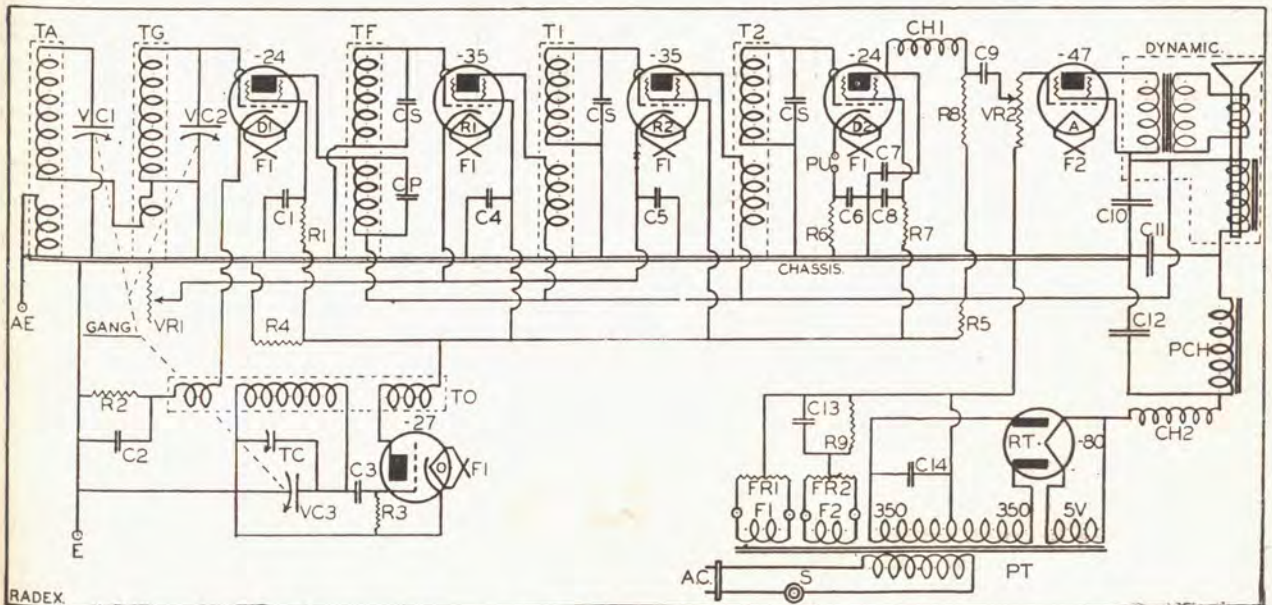 TA TG TF T1 T2 CH1
-24 -35 -35 -24 C9 -47 DYNAMIC.
VC1 VC2 CS CS CS R8 VR2
D1 R1 R2 D2 A
F1 F1 F1 PU F1 C7 F2
CP
C1 C4 C5 C6 C8 C10
R1 R6 R7 C11
CHASSIS.
AE VR1 R4 R5 C12
GANG PCH
R2 TO C13
-27 R9 RT. -80 CH2
C2 TC C3 O F1 C14
VC3 R3 FR1 FR2
F1 F2 350 350 5V
E
A.C. S PT
RADEX.